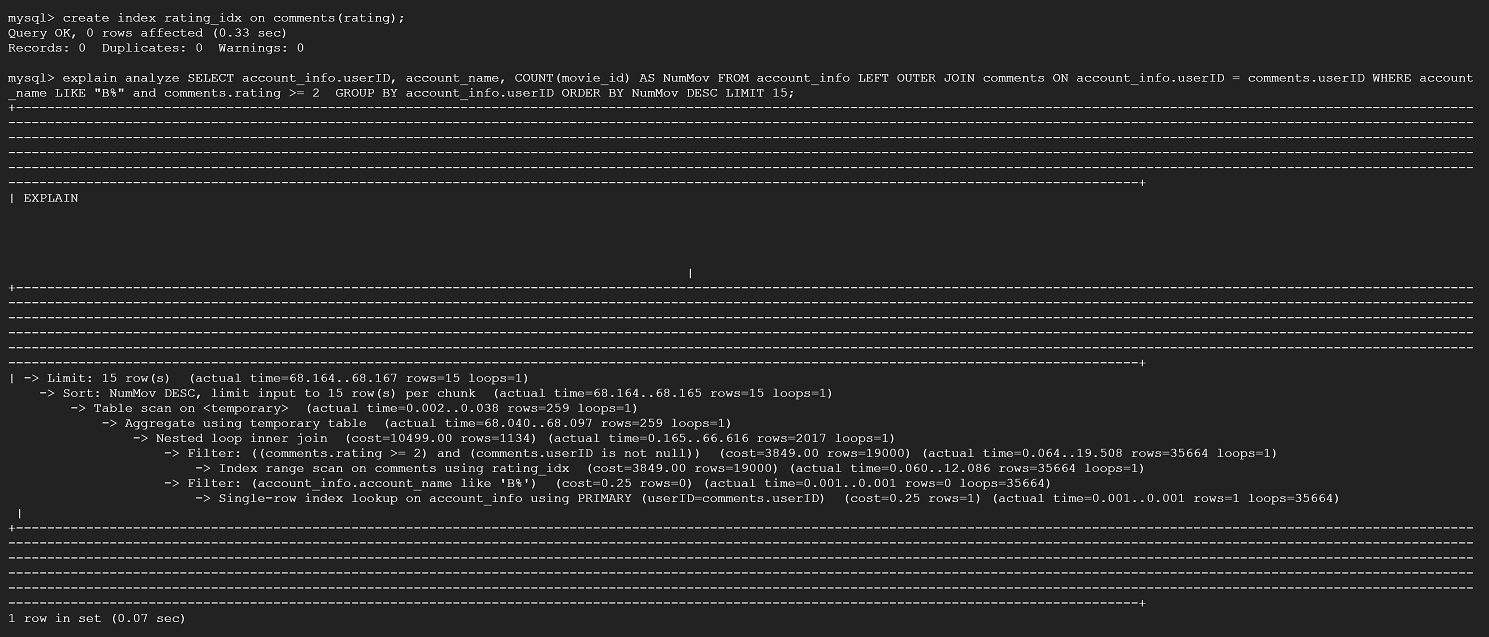 mysql> create index rating_idx on comments(rating);
Query OK, 0 rows affected (0.33 sec)
Records: 0  Duplicates: 0  Warnings: 0
mysql> explain analyze SELECT account_info.userID, account_name, COUNT(movie_id) AS NumMov FROM account_info LEFT OUTER JOIN comments ON account_info.userID = comments.userID WHERE account
_name LIKE "B%" and comments.rating >= 2  GROUP BY account_info.userID ORDER BY NumMov DESC LIMIT 15;
| EXPLAIN
|
| -> Limit: 15 row(s)  (actual time=68.164..68.167 rows=15 loops=1)
    -> Sort: NumMov DESC, limit input to 15 row(s) per chunk  (actual time=68.164..68.165 rows=15 loops=1)
        -> Table scan on <temporary>  (actual time=0.002..0.038 rows=259 loops=1)
            -> Aggregate using temporary table  (actual time=68.040..68.097 rows=259 loops=1)
                -> Nested loop inner join  (cost=10499.00 rows=1134) (actual time=0.165..66.616 rows=2017 loops=1)
                    -> Filter: ((comments.rating >= 2) and (comments.userID is not null))  (cost=3849.00 rows=19000) (actual time=0.064..19.508 rows=35664 loops=1)
                        -> Index range scan on comments using rating_idx  (cost=3849.00 rows=19000) (actual time=0.060..12.086 rows=35664 loops=1)
                    -> Filter: (account_info.account_name like 'B%')  (cost=0.25 rows=0) (actual time=0.001..0.001 rows=0 loops=35664)
                        -> Single-row index lookup on account_info using PRIMARY (userID=comments.userID)  (cost=0.25 rows=1) (actual time=0.001..0.001 rows=1 loops=35664)
 |
1 row in set (0.07 sec)